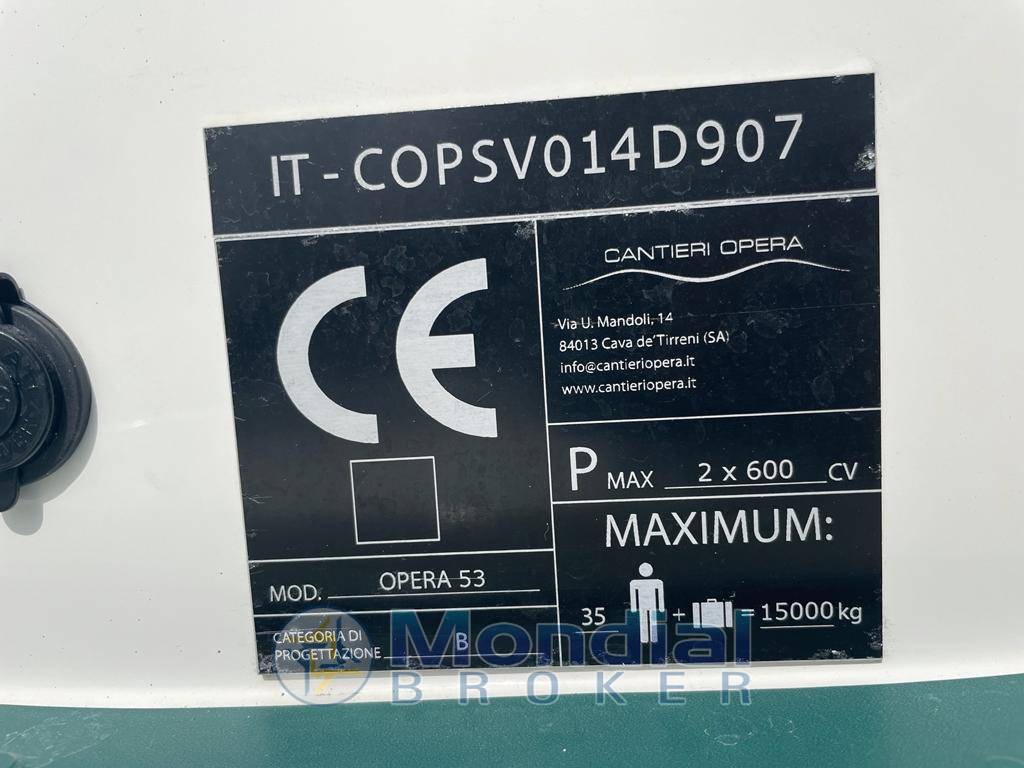 IT - COPSV014D907
CE
CANTIERI OPERA
Via U. Mandoli, 14
84013 Cava de'Tirreni (SA)
info@cantieriopera.it
www.cantieriopera.it
P MAX 2 x 600 CV
MAXIMUM:
35 + = 15000 kg
MOD. OPERA 53
CATEGORIA DI
PROGETTAZIONE B
Mondial
BROKER